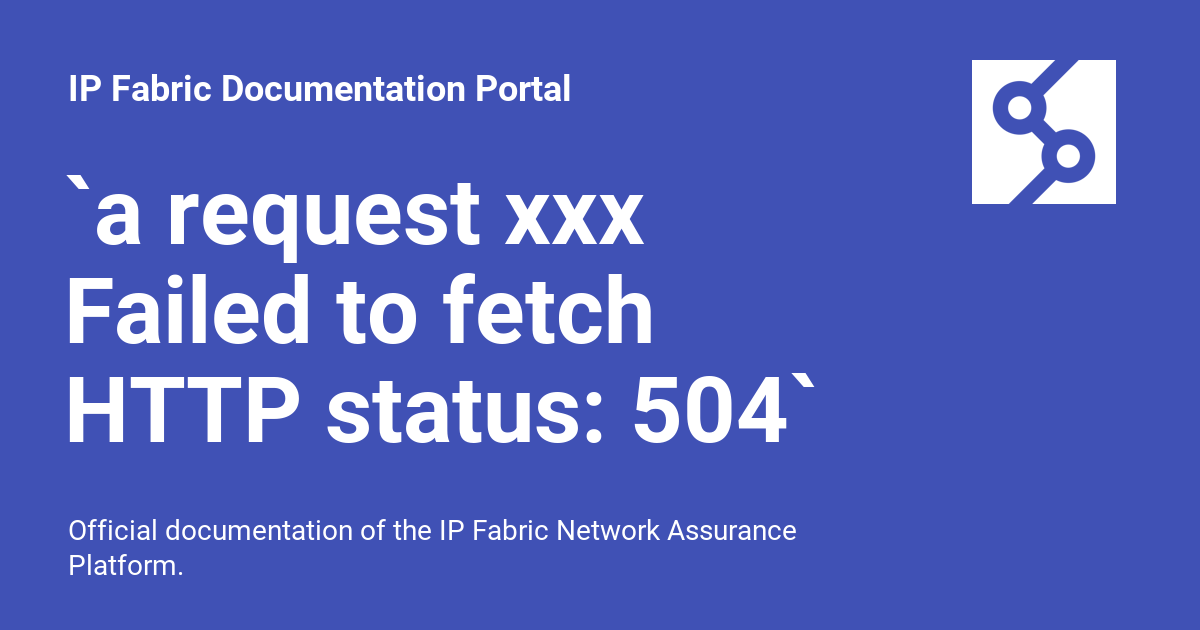 IP Fabric Documentation Portal
`a request xxx
Failed to fetch
HTTP status: 504`
Official documentation of the IP Fabric Network Assurance
Platform.